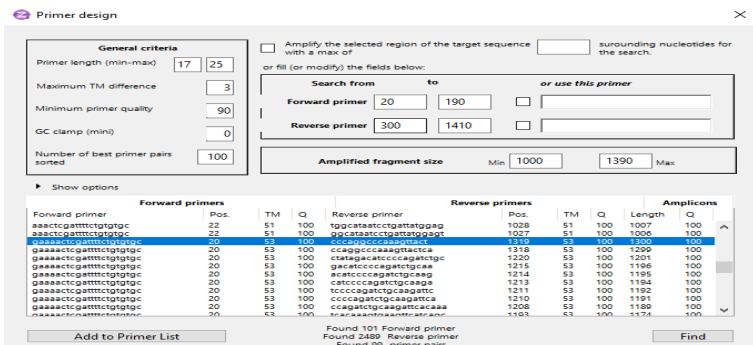 Primer design
General criteria
Primer length (min-max) 17 25
Maximum TM difference 3
Minimum primer quality 90
GC clamp (mini) 0
Number of best primer pairs sorted 100
Show options
Amplify the selected region of the target sequence with a max of surounding nucleotides for the search.
or fill (or modify) the fields below:
Search from to or use this primer
Forward primer 20 190
Reverse primer 300 1410
Amplified fragment size Min 1000 1390 Max
Forward primers Reverse primers Amplicons
Forward primer Pos. TM Q Reverse primer Pos. TM Q Length Q
aaactcgattttctgtgtgc 22 51 100 tggcataatcctgattatggag 1028 51 100 1007 100
aaactcgattttctgtgtgc 22 51 100 ggcataatcctgattatggagt 1027 51 100 1006 100
gaaaactcgattttctgtgtgc 20 53 100 cccaggcccaaagttact 1319 53 100 1300 100
gaaaactcgattttctgtgtgc 20 53 100 ccaggcccaaagttactca 1318 53 100 1299 100
gaaaactcgattttctgtgtgc 20 53 100 ctatagacatccccagatctgc 1220 53 100 1201 100
gaaaactcgattttctgtgtgc 20 53 100 gacatccccagatctgcaa 1215 53 100 1196 100
gaaaactcgattttctgtgtgc 20 53 100 acatccccagatctgcaag 1214 53 100 1195 100
gaaaactcgattttctgtgtgc 20 53 100 catccccagatctgcaaga 1213 53 100 1194 100
gaaaactcgattttctgtgtgc 20 53 100 tccccagatctgcaagattc 1211 53 100 1192 100
gaaaactcgattttctgtgtgc 20 53 100 ccccagatctgcaagattca 1210 53 100 1191 100
gaaaactcgattttctgtgtgc 20 53 100 ccagatctgcaagattcacaaa 1208 53 100 1189 100
Add to Primer List
Found 101 Forward primer
Found 2489 Reverse primer
Find